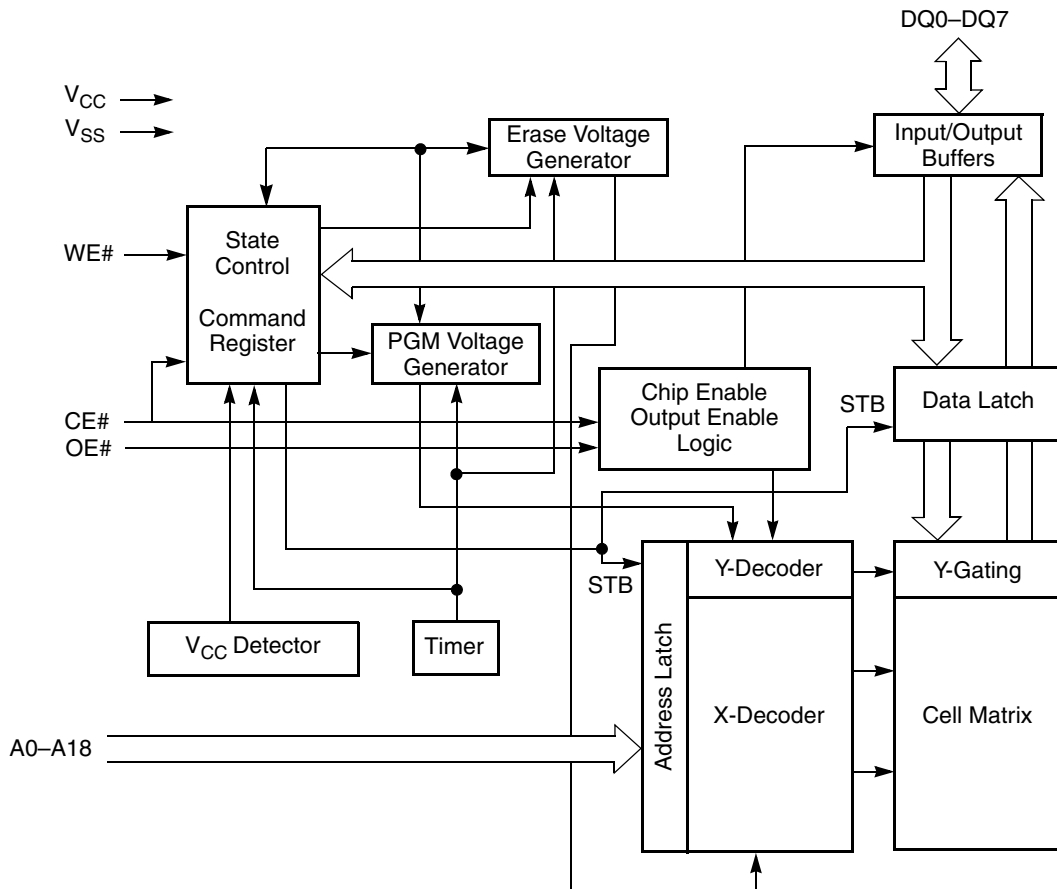 DQ0–DQ7
VCC
VSS
Erase Voltage
Generator
Input/Output
Buffers
WE#
State
Control
Command
Register
PGM Voltage
Generator
Chip Enable
Output Enable
Logic
STB
Data Latch
CE#
OE#
STB
Y-Decoder
Y-Gating
VCC Detector
Timer
Address Latch
X-Decoder
Cell Matrix
A0–A18